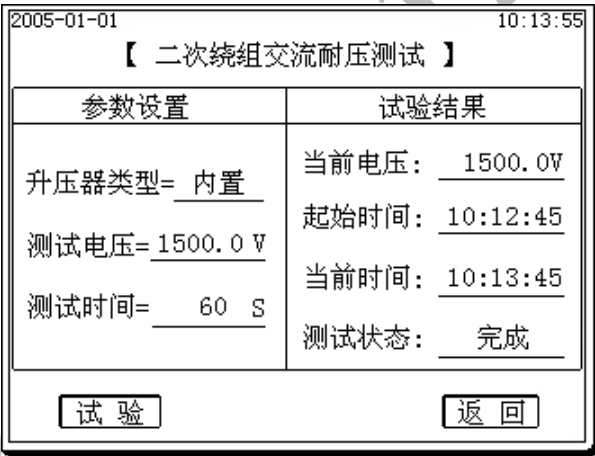 2005-01-01 10:13:55
【 二次绕组交流耐压测试 】
参数设置
升压器类型= 内置
测试电压=1500.0 V
测试时间= 60 S
试验结果
当前电压: 1500.0V
起始时间: 10:12:45
当前时间: 10:13:45
测试状态: 完成
试 验
返 回